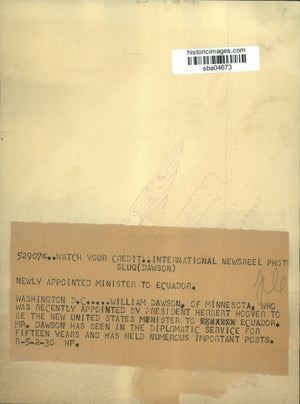 historicimages.com
sba04673
529074..WATCH YOUR CREDIT..INTERNATIONAL NEWSREEL PHOTO
SLUG(DAWSON)
NEWLY APPOINTED MINISTER TO ECUADOR.
WASHINGTON D.C.....WILLIAM DAWSON, OF MINNESOTA, WHO
WAS RECENTLY APPOINTED BY PRESIDENT HERBERT HOOVER TO
BE THE NEW UNITED STATES MINISTER TO ECUADOR.
MR. DAWSON HAS BEEN IN THE DIPLOMATIC SERVICE FOR
FIFTEEN YEARS AND HAS HELD NUMEROUS IMPORTANT POSTS.
R-5-2-30 HP.